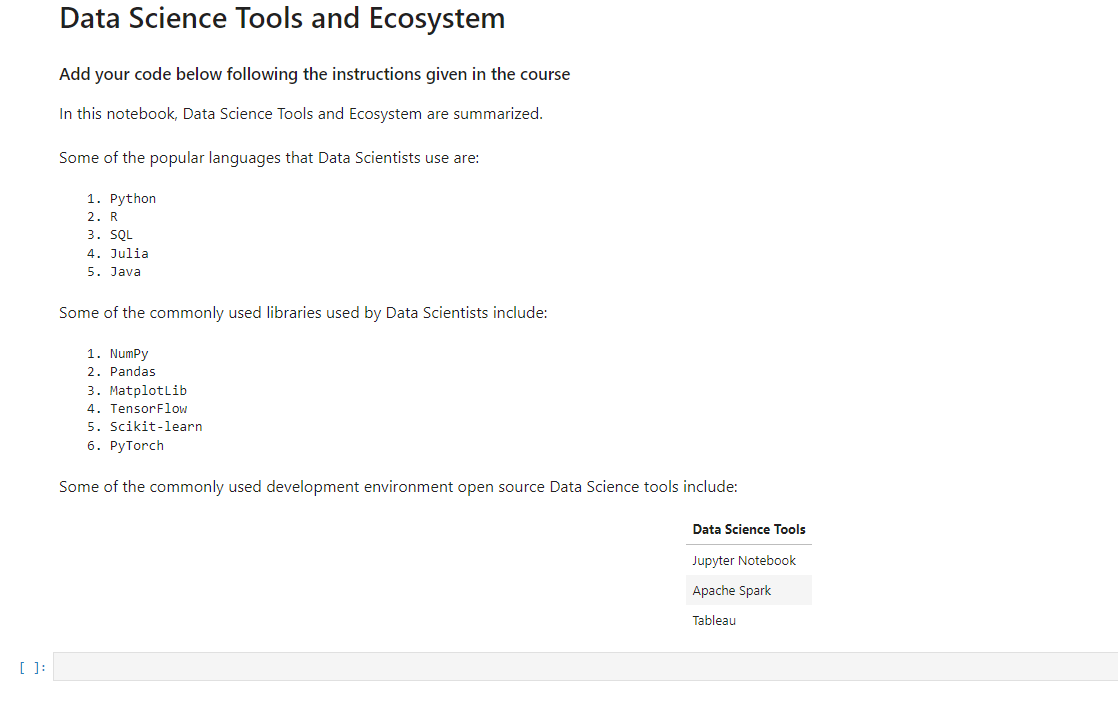 Data Science Tools and Ecosystem
Add your code below following the instructions given in the course
In this notebook, Data Science Tools and Ecosystem are summarized.
Some of the popular languages that Data Scientists use are:
1. Python
2. R
3. SQL
4. Julia
5. Java
Some of the commonly used libraries used by Data Scientists include:
1. NumPy
2. Pandas
3. MatplotLib
4. TensorFlow
5. Scikit-learn
6. PyTorch
Some of the commonly used development environment open source Data Science tools include:
Data Science Tools
Jupyter Notebook
Apache Spark
Tableau
[ ]: